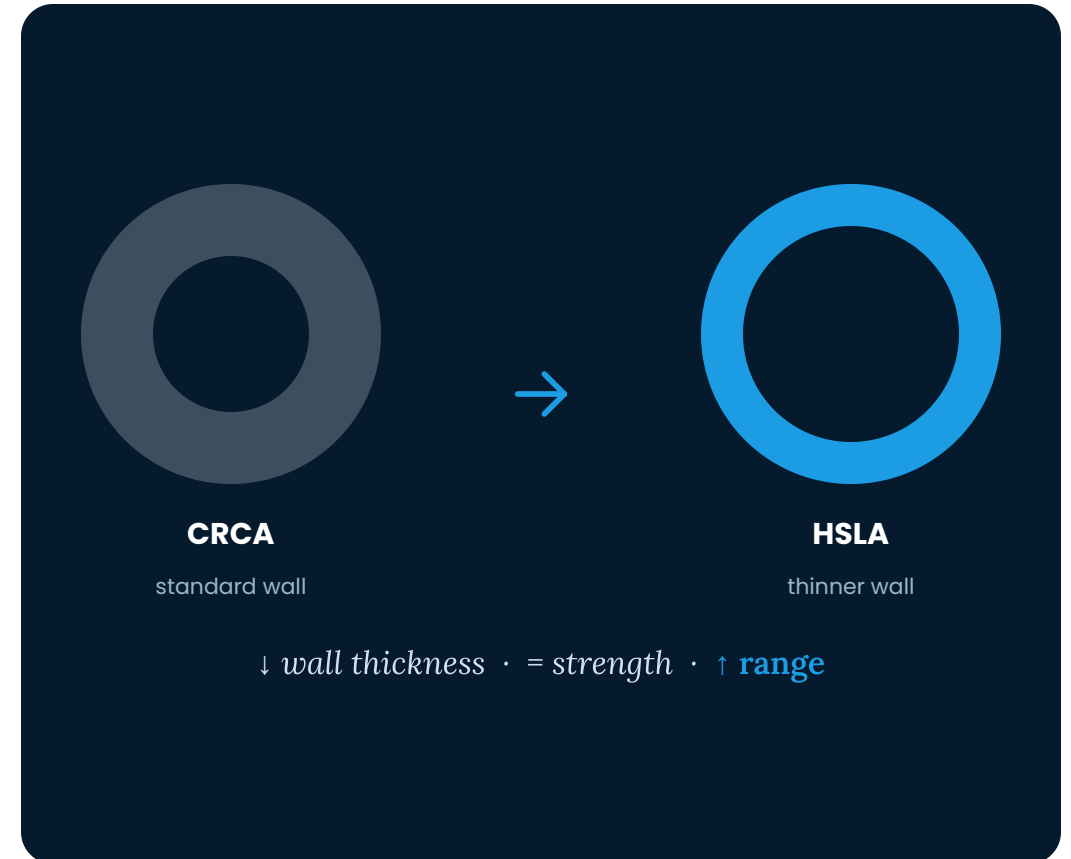 CRCA
HSLA
standard wall
thinner wall
↓ wall thickness · = strength · ↑ range